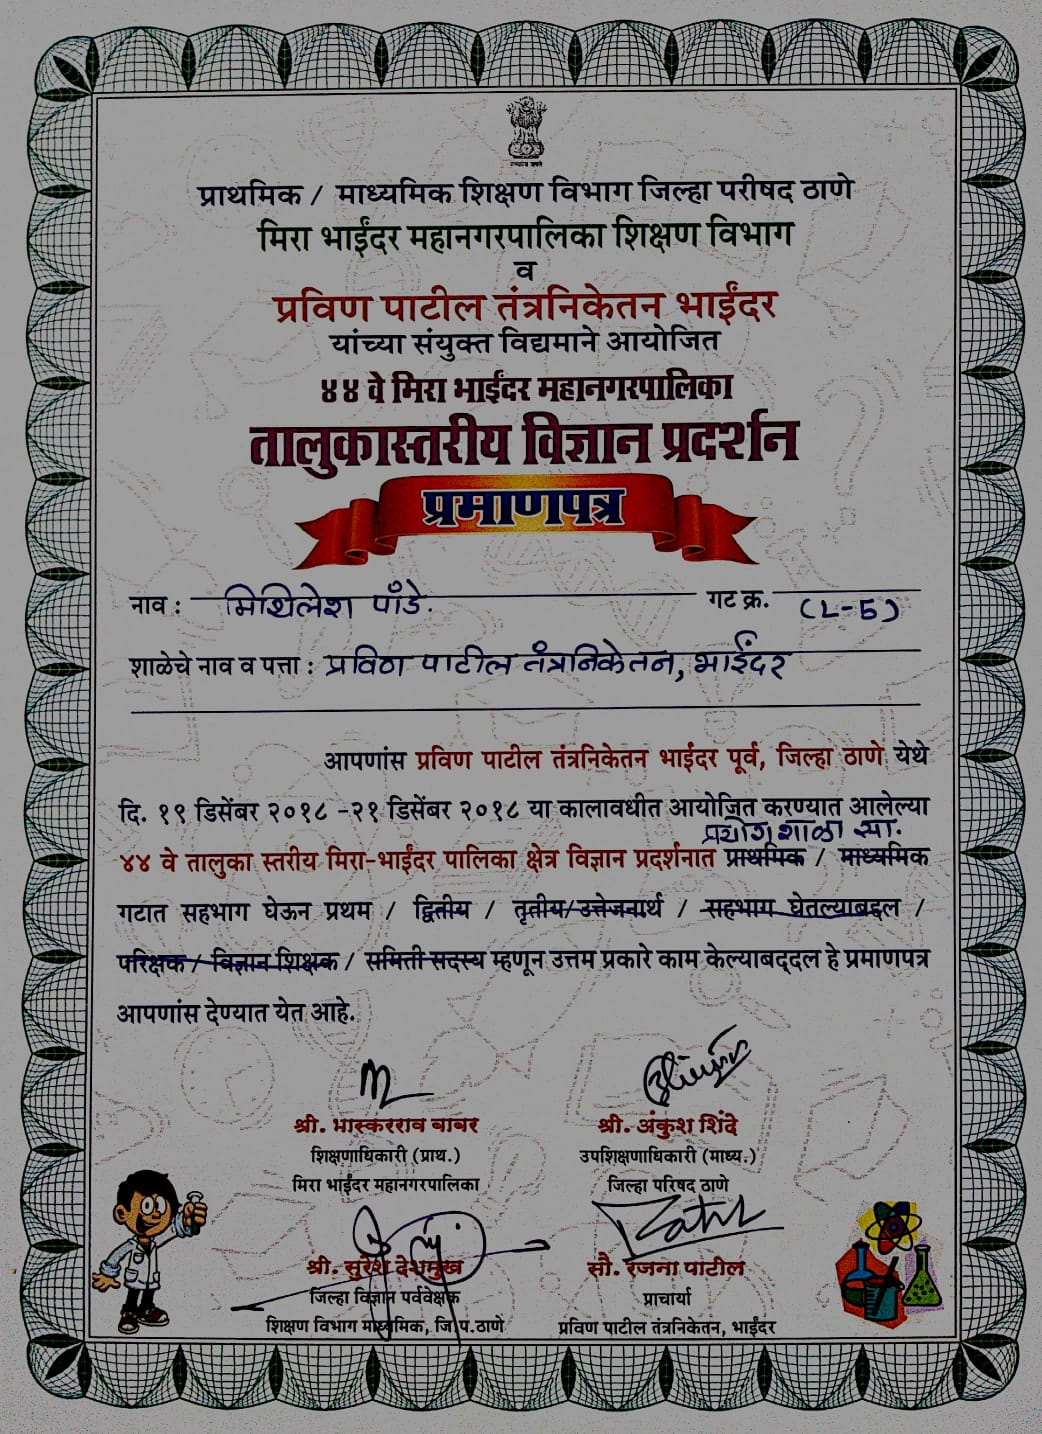 प्राथमिक / माध्यमिक शिक्षण विभाग जिल्हा परीषद ठाणे
मिरा भाईंदर महानगरपालिका शिक्षण विभाग
व
प्रविण पाटील तंत्रनिकेतन भाईंदर
यांच्या संयुक्त विद्यमाने आयोजित
४४ वे मिरा भाईंदर महानगरपालिका
तालुकास्तरीय विज्ञान प्रदर्शन
प्रमाणपत्र
नाव : मिथिलेश पांडे. गट क्र. (L-5)
शाळेचे नाव व पत्ता : प्रविण पाटील तंत्रनिकेतन, भाईंदर
आपणांस प्रविण पाटील तंत्रनिकेतन भाईंदर पूर्व, जिल्हा ठाणे येथे
दि. १९ डिसेंबर २०१८ -२१ डिसेंबर २०१८ या कालावधीत आयोजित करण्यात आलेल्या
प्रयोगशाळा सा.
४४ वे तालुका स्तरीय मिरा-भाईंदर पालिका क्षेत्र विज्ञान प्रदर्शनात प्राथमिक / माध्यमिक
गटात सहभाग घेऊन प्रथम / द्वितीय / तृतीय/उत्तेजनार्थ / सहभाग घेतल्याबद्दल /
परिक्षक / विज्ञान शिक्षक / समिती सदस्य म्हणून उत्तम प्रकारे काम केल्याबद्दल हे प्रमाणपत्र
आपणांस देण्यात येत आहे.
श्री. भास्करराव बाबर
शिक्षणाधिकारी (प्राथ.)
मिरा भाईंदर महानगरपालिका
श्री. अंकुश शिंदे
उपशिक्षणाधिकारी (माध्य.)
जिल्हा परिषद ठाणे
श्री. सुरेश देशमुख
जिल्हा विज्ञान पर्यवेक्षक
शिक्षण विभाग माध्यमिक, जि.प.ठाणे
सौ. रंजना पाटील
प्राचार्या
प्रविण पाटील तंत्रनिकेतन, भाईंदर